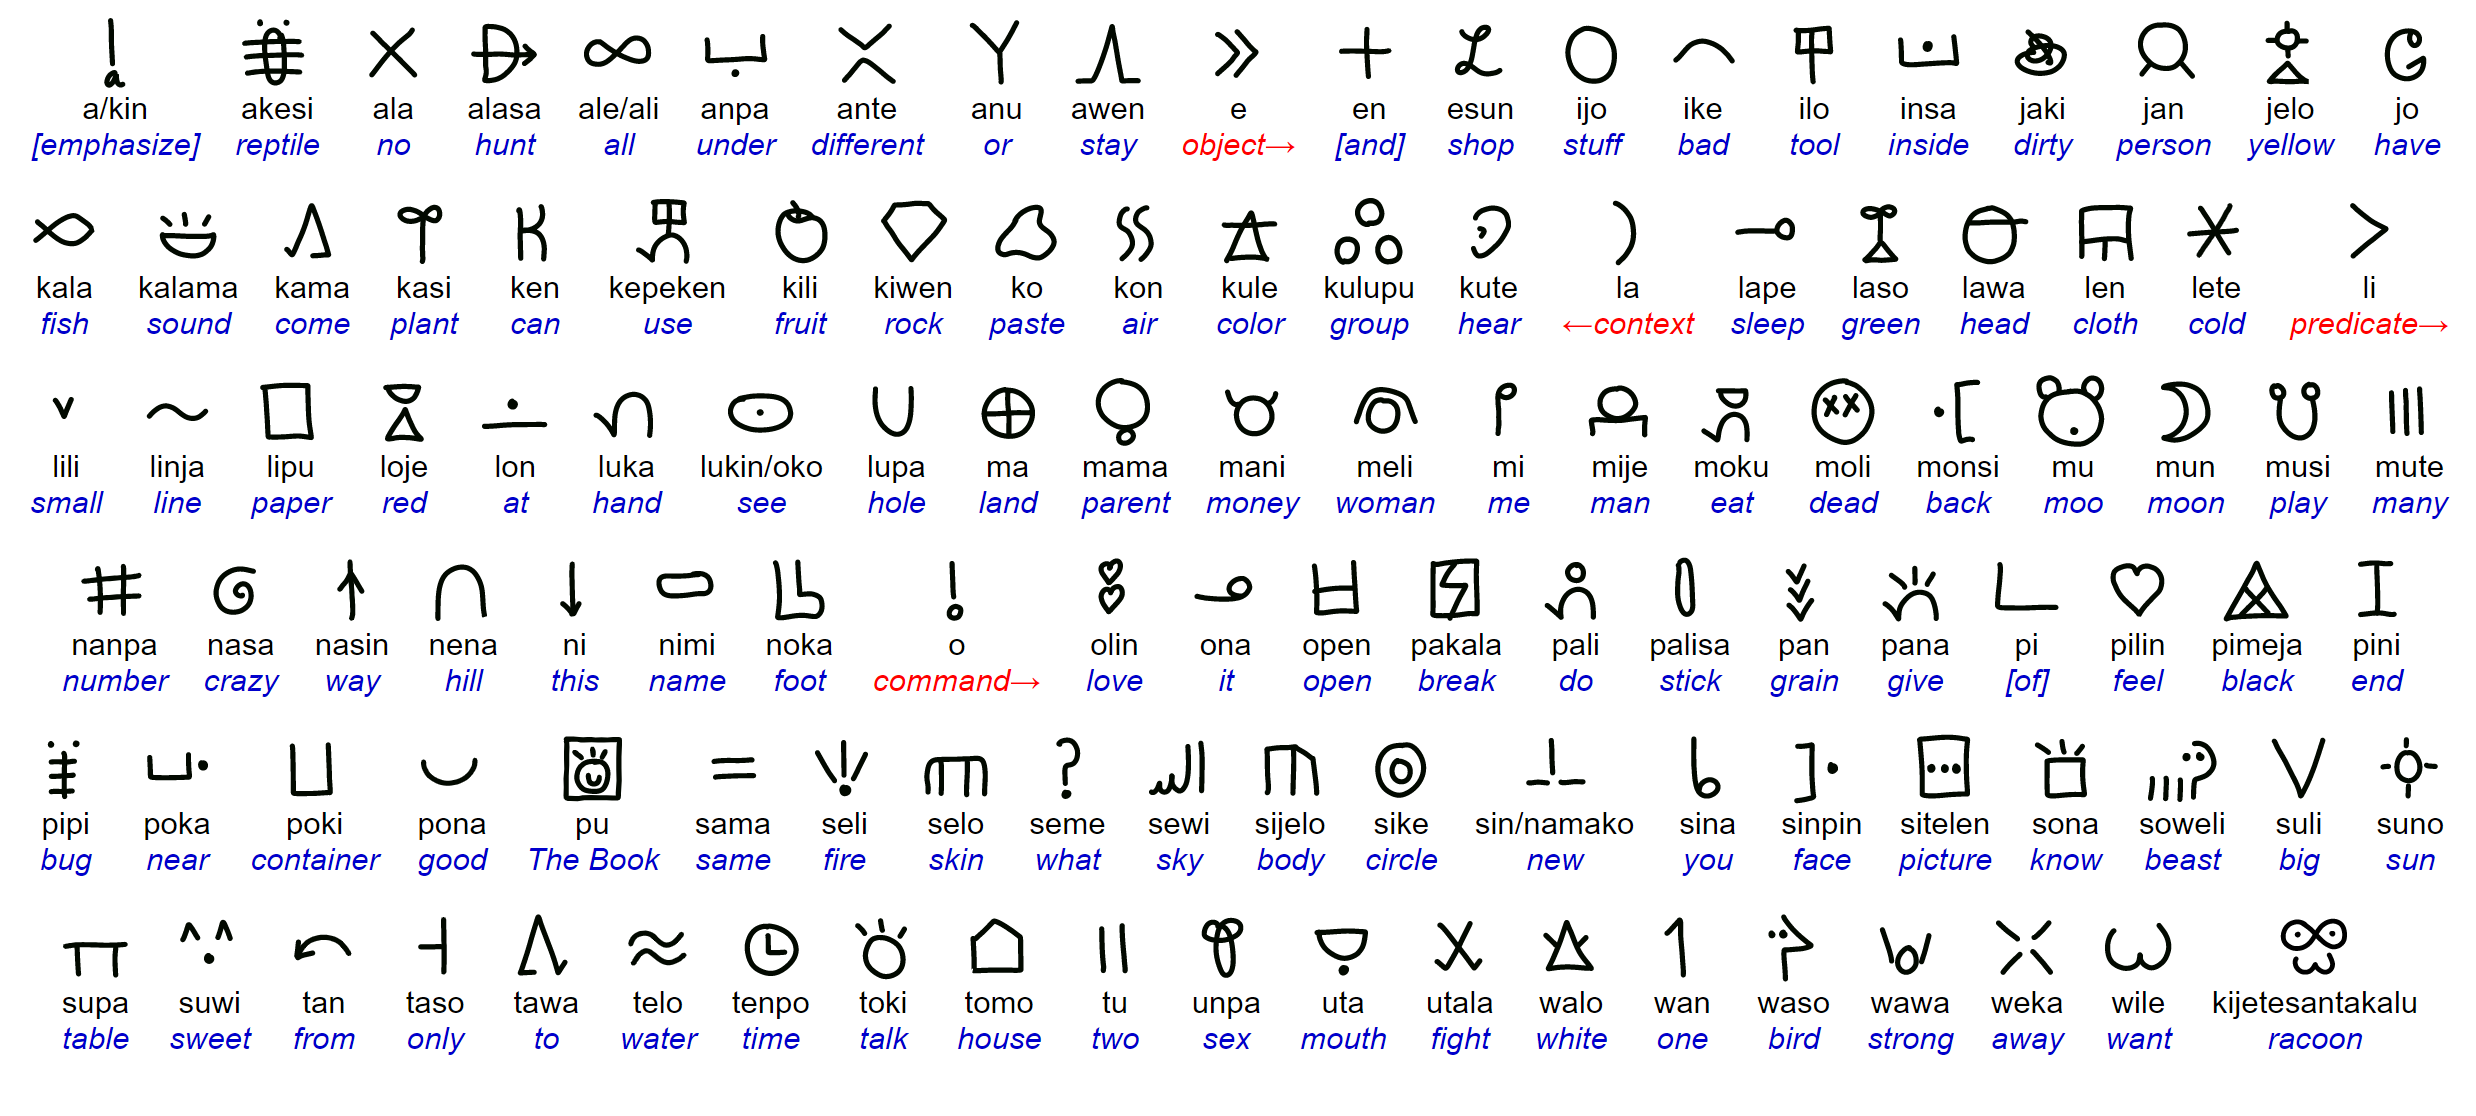 a/kin akesi ala alasa ale/ali anpa ante anu awen e en esun ijo ike ilo insa jaki jan jelo jo
[emphasize] reptile no hunt all under different or stay object→ [and] shop stuff bad tool inside dirty person yellow have
kala kalama kama kasi ken kepeken kili kiwen ko kon kule kulupu kute la lape laso lawa len lete li
fish sound come plant can use fruit rock paste air color group hear ←context sleep green head cloth cold predicate→
lili linja lipu loje lon luka lukin/oko lupa ma mama mani meli mi mije moku moli monsi mu mun musi mute
small line paper red at hand see hole land parent money woman me man eat dead back moo moon play many
nanpa nasa nasin nena ni nimi noka o olin ona open pakala pali palisa pan pana pi pilin pimeja pini
number crazy way hill this name foot command→ love it open break do stick grain give [of] feel black end
pipi poka poki pona pu sama seli selo seme sewi sijelo sike sin/namako sina sinpin sitelen sona soweli suli suno
bug near container good The Book same fire skin what sky body circle new you face picture know beast big sun
supa suwi tan taso tawa telo tenpo toki tomo tu unpa uta utala walo wan waso wawa weka wile kijetesantakalu
table sweet from only to water time talk house two sex mouth fight white one bird strong away want racoon